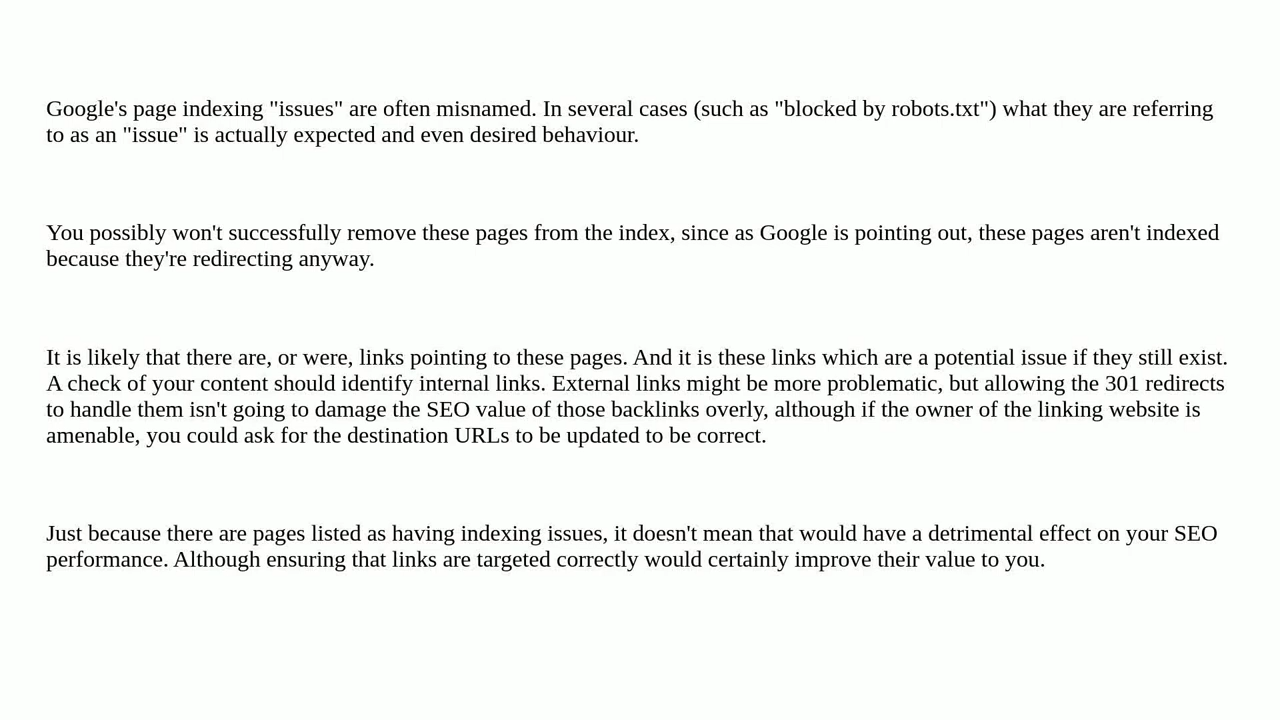 Google's page indexing "issues" are often misnamed. In several cases (such as "blocked by robots.txt") what they are referring
to as an "issue" is actually expected and even desired behaviour.
You possibly won't successfully remove these pages from the index, since as Google is pointing out, these pages aren't indexed
because they're redirecting anyway.
It is likely that there are, or were, links pointing to these pages. And it is these links which are a potential issue if they still exist.
A check of your content should identify internal links. External links might be more problematic, but allowing the 301 redirects
to handle them isn't going to damage the SEO value of those backlinks overly, although if the owner of the linking website is
amenable, you could ask for the destination URLs to be updated to be correct.
Just because there are pages listed as having indexing issues, it doesn't mean that would have a detrimental effect on your SEO
performance. Although ensuring that links are targeted correctly would certainly improve their value to you.